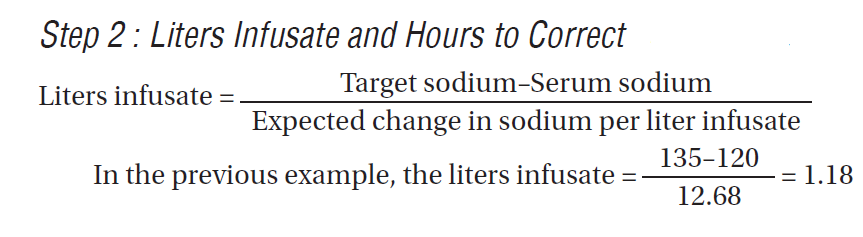 Step 2 : Liters Infusate and Hours to Correct
Liters infusate = Target sodium–Serum sodium / Expected change in sodium per liter infusate
In the previous example, the liters infusate = 135–120 / 12.68 = 1.18